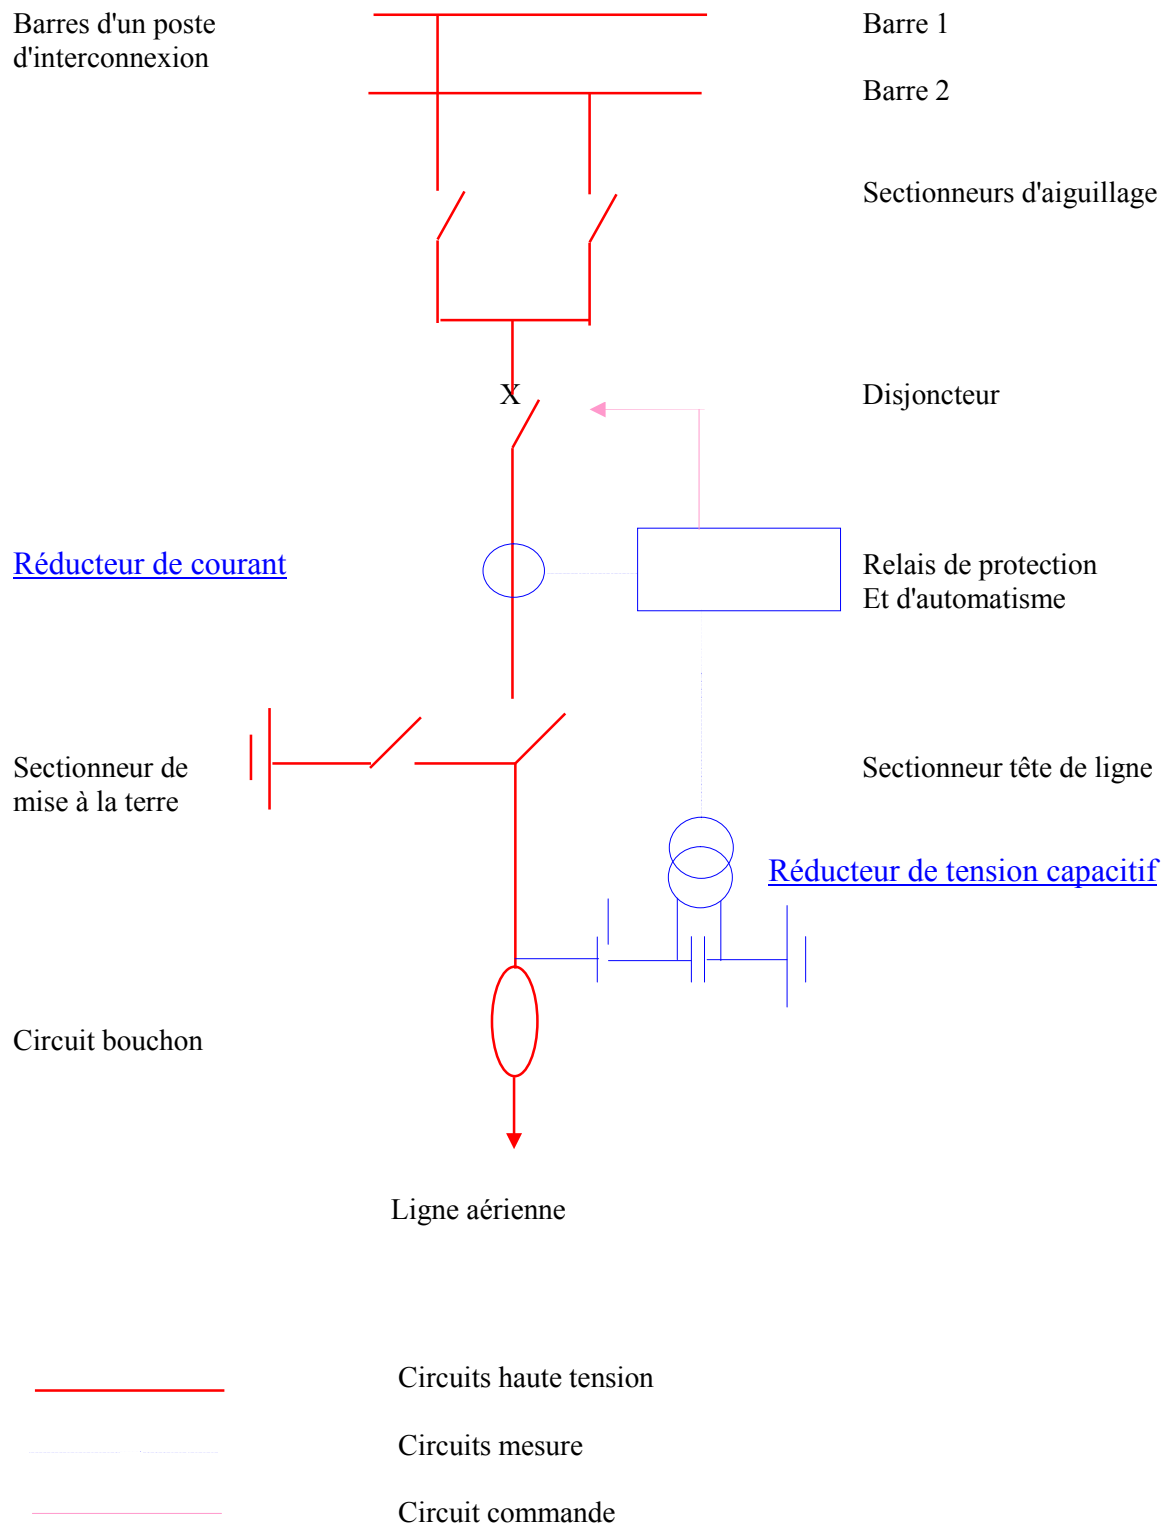 Barres d'un poste
d'interconnexion
Barre 1
Barre 2
Sectionneurs d'aiguillage
X
Disjoncteur
Réducteur de courant
Relais de protection
Et d'automatisme
Sectionneur de
mise à la terre
Sectionneur tête de ligne
Réducteur de tension capacitif
Circuit bouchon
Ligne aérienne
Circuits haute tension
Circuits mesure
Circuit commande